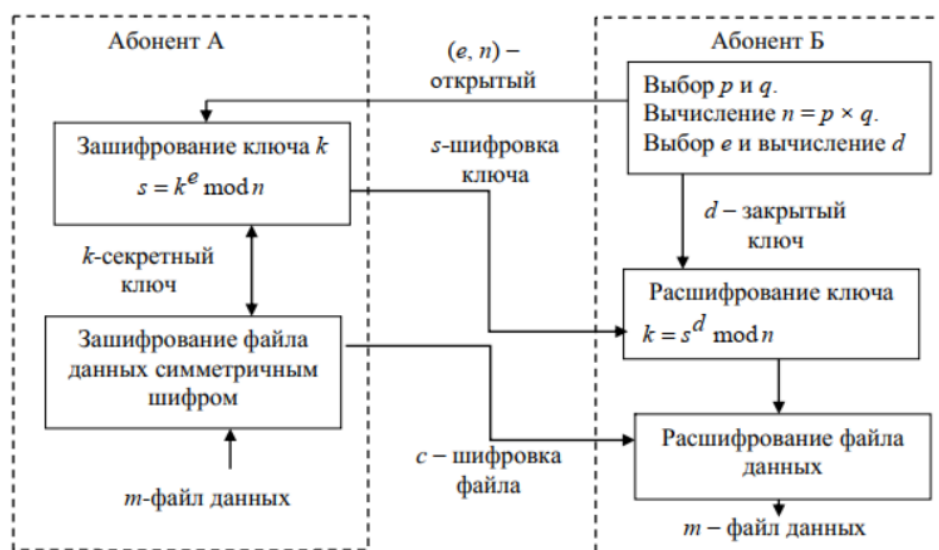 Абонент А
Абонент Б
(e, n) –
открытый
Выбор p и q.
Вычисление n = p × q.
Выбор e и вычисление d
Зашифрование ключа k
s = k^e mod n
s-шифровка
ключа
d – закрытый
ключ
k-секретный
ключ
Расшифрование ключа
k = s^d mod n
Зашифрование файла
данных симметричным
шифром
Расшифрование файла
данных
c – шифровка
файла
m-файл данных
m – файл данных